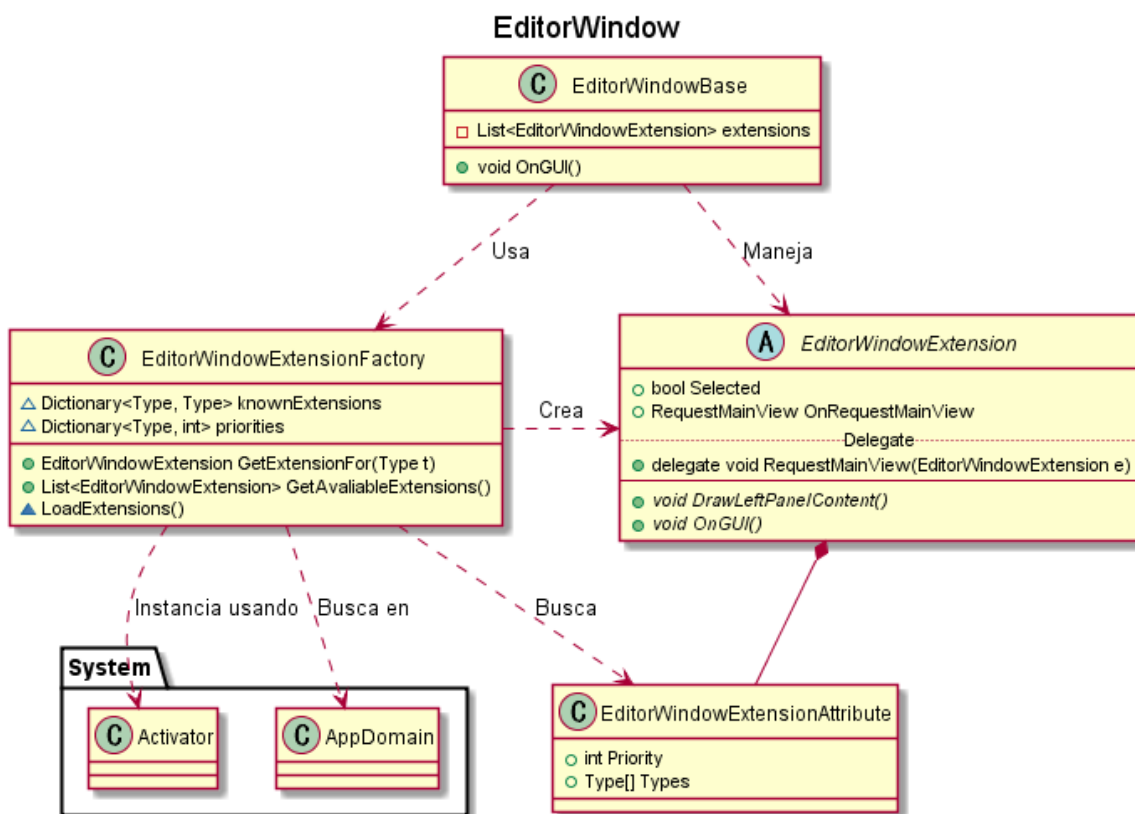 EditorWindow
C EditorWindowBase
List<EditorWindowExtension> extensions
void OnGUI()
Usa
Maneja
C EditorWindowExtensionFactory
Dictionary<Type, Type> knownExtensions
Dictionary<Type, int> priorities
EditorWindowExtension GetExtensionFor(Type t)
List<EditorWindowExtension> GetAvaliableExtensions()
LoadExtensions()
Crea
A EditorWindowExtension
bool Selected
RequestMainView OnRequestMainView
Delegate
delegate void RequestMainView(EditorWindowExtension e)
void DrawLeftPanelContent()
void OnGUI()
Instancia usando
Busca en
Busca
System
C Activator
C AppDomain
C EditorWindowExtensionAttribute
int Priority
Type[] Types